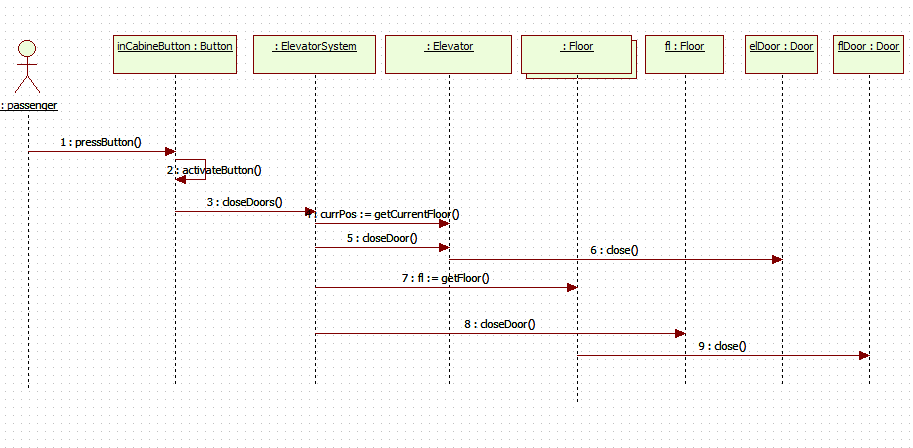 inCabineButton : Button
: ElevatorSystem
: Elevator
: Floor
fl : Floor
elDoor : Door
flDoor : Door
: passenger
1 : pressButton()
2 : activateButton()
3 : closeDoors()
currPos := getCurrentFloor()
5 : closeDoor()
6 : close()
7 : fl := getFloor()
8 : closeDoor()
9 : close()